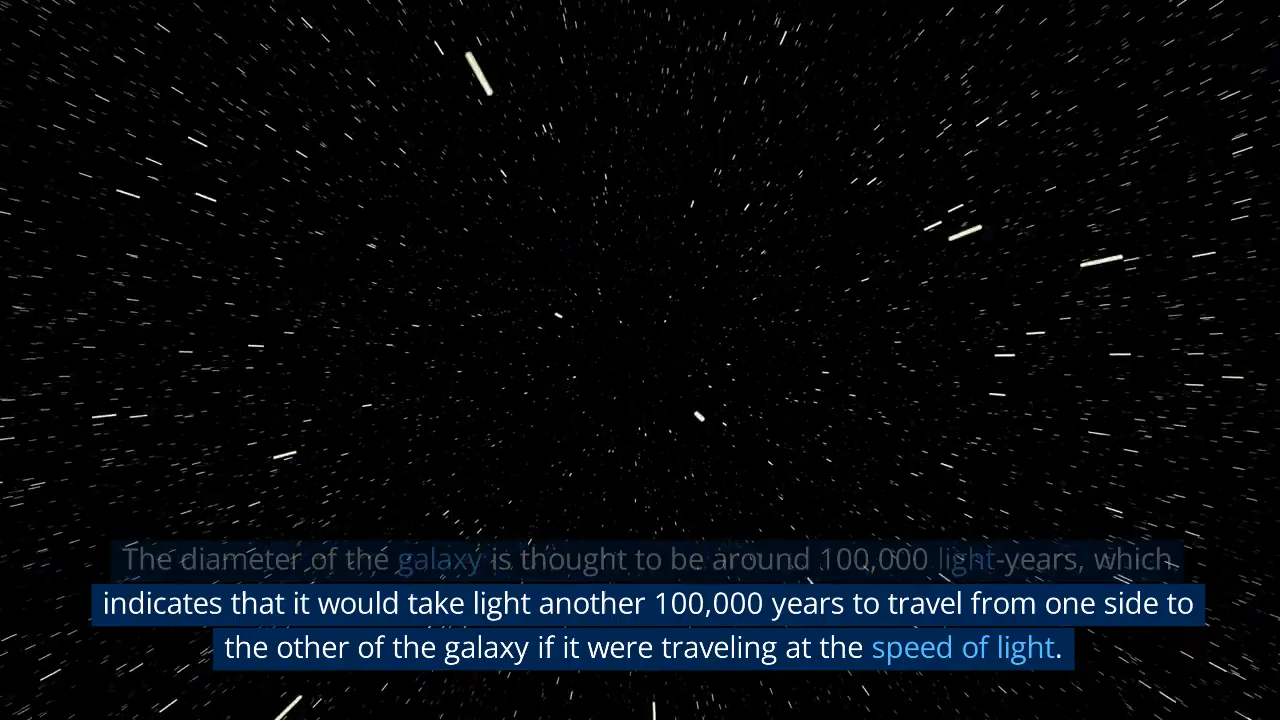 The diameter of the galaxy is thought to be around 100,000 light-years, which
indicates that it would take light another 100,000 years to travel from one side to
the other of the galaxy if it were traveling at the speed of light.